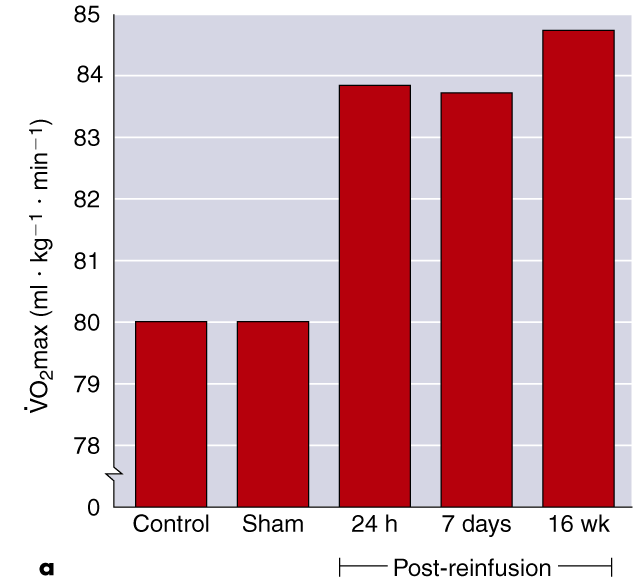 85
84
83
82
81
80
79
78
0
V̇O₂max (ml · kg⁻¹ · min⁻¹)
Control Sham 24 h 7 days 16 wk
Post-reinfusion
a